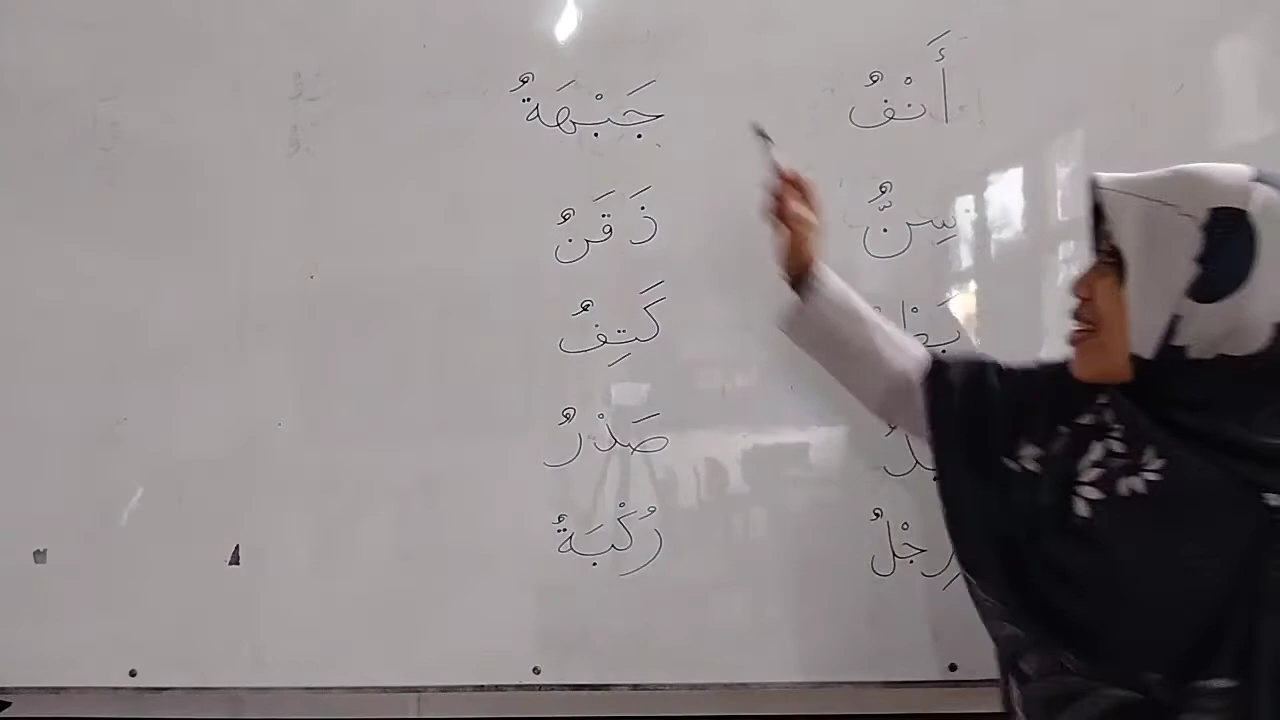 أَنْفٌ جَبْهَةٌ
سِنٌّ ذَقَنٌ
كَتِفٌ
صَدْرٌ
رِجْلٌ رُكْبَةٌ